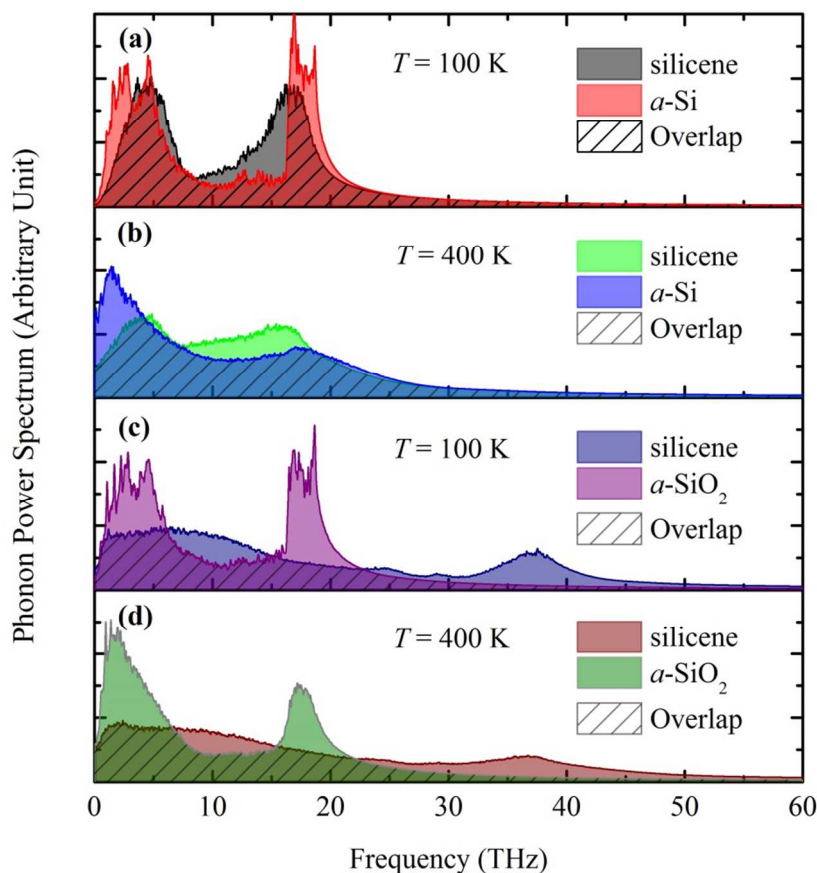 (a)
T = 100 K
silicene
a-Si
Overlap
(b)
T = 400 K
silicene
a-Si
Overlap
(c)
T = 100 K
silicene
a-SiO₂
Overlap
(d)
T = 400 K
silicene
a-SiO₂
Overlap
Phonon Power Spectrum (Arbitrary Unit)
0 10 20 30 40 50 60
Frequency (THz)